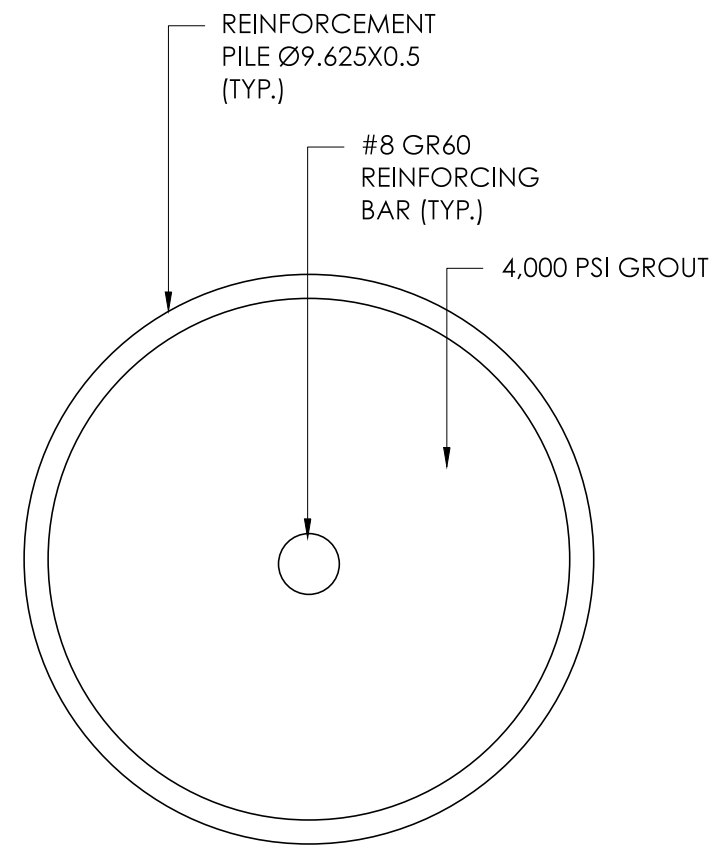 REINFORCEMENT
PILE Ø9.625X0.5
(TYP.)
#8 GR60
REINFORCING
BAR (TYP.)
4,000 PSI GROUT